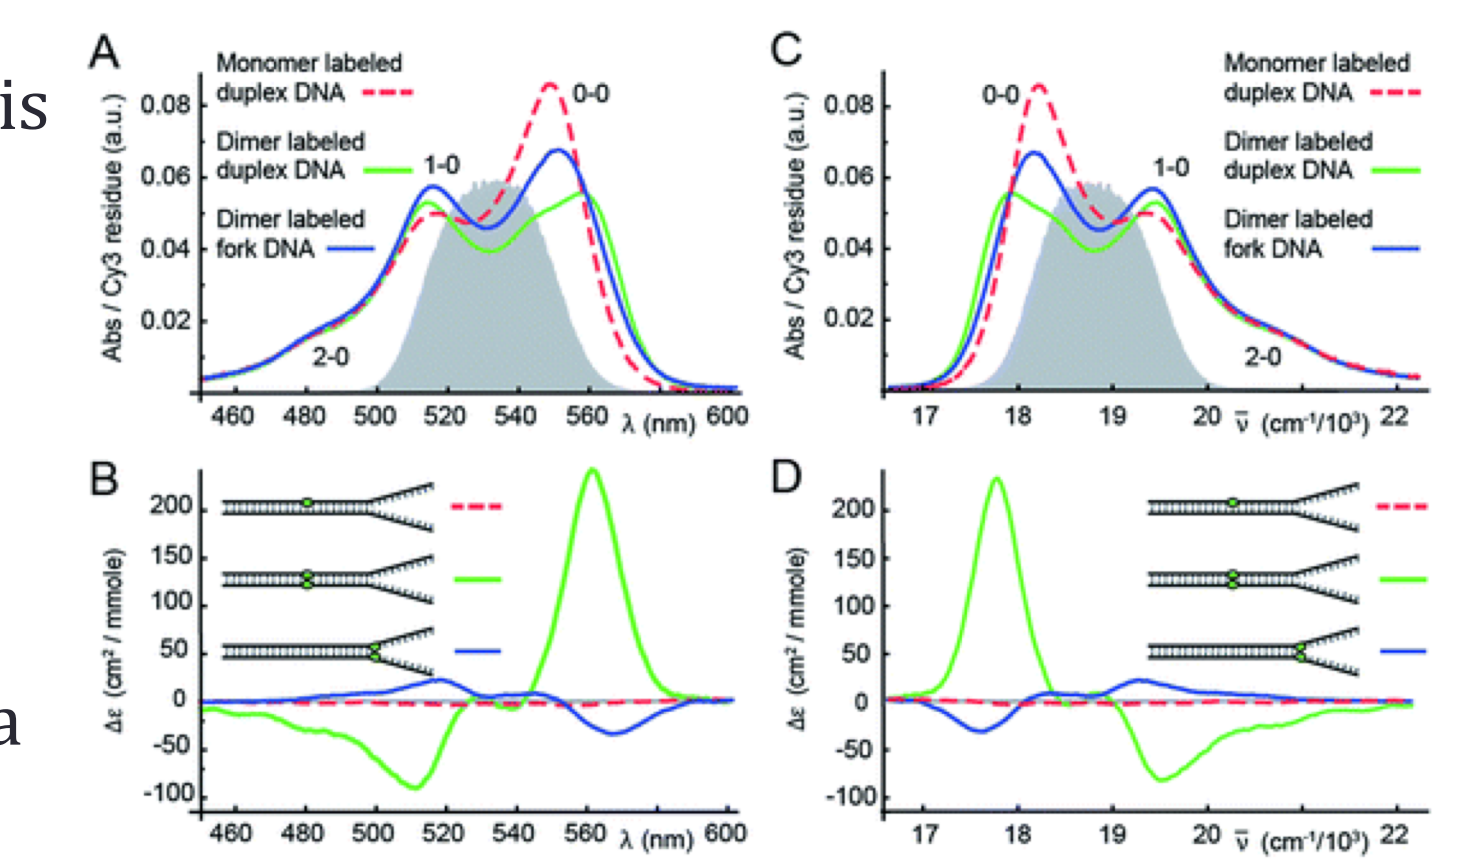 is
a
A
Monomer labeled
duplex DNA
Dimer labeled
duplex DNA
Dimer labeled
fork DNA
0-0
1-0
2-0
Abs / Cy3 residue (a.u.)
0.08
0.06
0.04
0.02
460 480 500 520 540 560 λ (nm) 600
C
Monomer labeled
duplex DNA
Dimer labeled
duplex DNA
Dimer labeled
fork DNA
0-0
1-0
2-0
Abs / Cy3 residue (a.u.)
0.08
0.06
0.04
0.02
17 18 19 20 ν̅ (cm⁻¹/10³) 22
B
Δε (cm² / mmole)
200
150
100
50
0
-50
-100
460 480 500 520 540 560 λ (nm) 600
D
Δε (cm² / mmole)
200
150
100
50
0
-50
-100
17 18 19 20 ν̅ (cm⁻¹/10³) 22